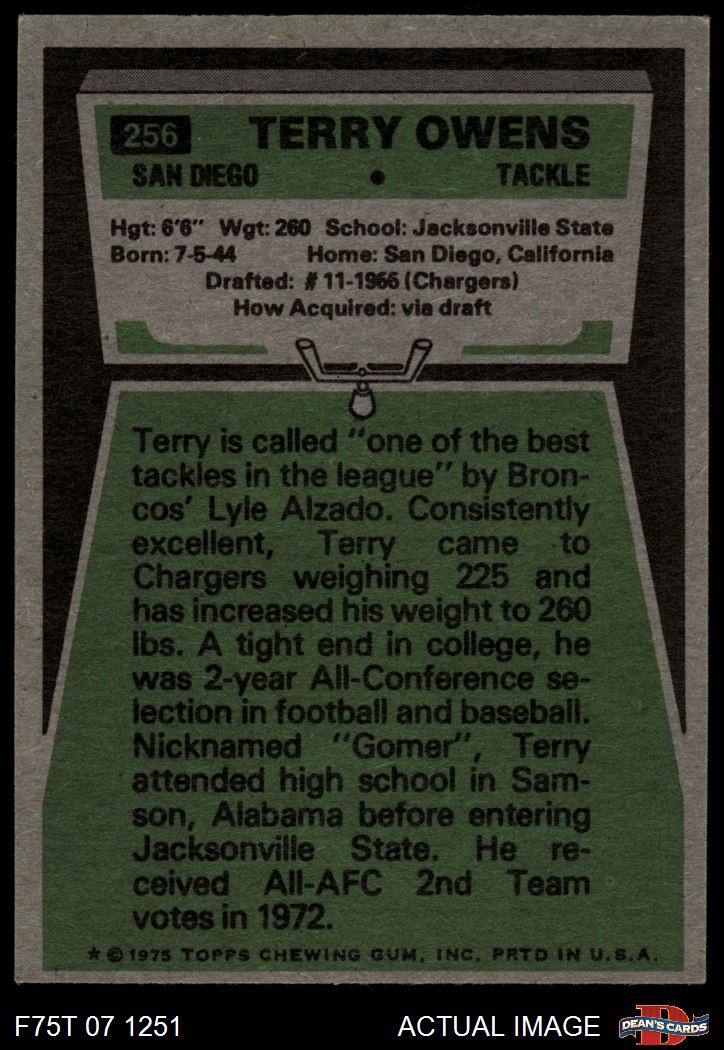 256 TERRY OWENS
SAN DIEGO • TACKLE
Hgt: 6'6" Wgt: 260 School: Jacksonville State
Born: 7-5-44 Home: San Diego, California
Drafted: #11-1966 (Chargers)
How Acquired: via draft
Terry is called "one of the best
tackles in the league" by Bron-
cos' Lyle Alzado. Consistently
excellent, Terry came to
Chargers weighing 225 and
has increased his weight to 260
lbs. A tight end in college, he
was 2-year All-Conference se-
lection in football and baseball.
Nicknamed "Gomer", Terry
attended high school in Sam-
son, Alabama before entering
Jacksonville State. He re-
ceived All-AFC 2nd Team
votes in 1972.
* © 1975 TOPPS CHEWING GUM, INC. PRTD IN U.S.A.
F75T 07 1251 ACTUAL IMAGE D DEAN'S CARDS